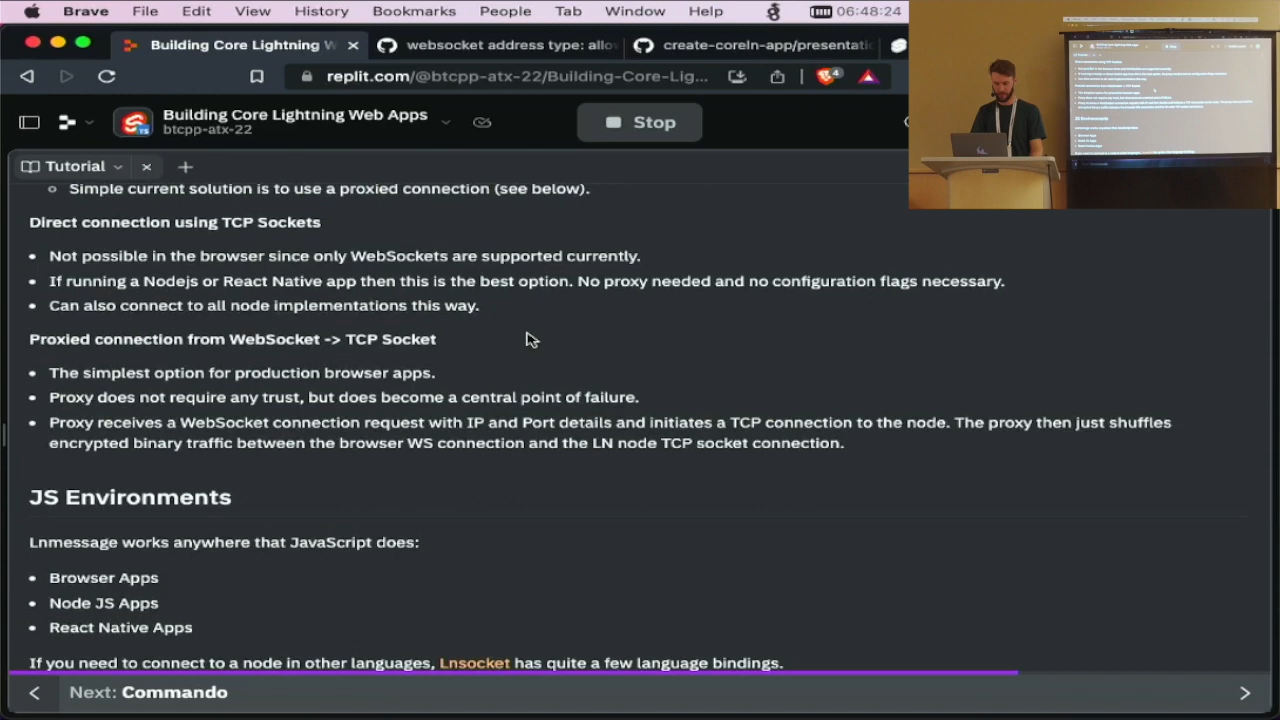 Brave File Edit View History Bookmarks People Tab Window Help 06:48:24
Building Core Lightning W
websocket address type: allo
create-coreln-app/presentati
replit.com/@btcpp-atx-22/Building-Core-Lig... 4
Building Core Lightning Web Apps
btcpp-atx-22
Stop
Tutorial
Simple current solution is to use a proxied connection (see below).
Direct connection using TCP Sockets
• Not possible in the browser since only WebSockets are supported currently.
• If running a Nodejs or React Native app then this is the best option. No proxy needed and no configuration flags necessary.
• Can also connect to all node implementations this way.
Proxied connection from WebSocket -> TCP Socket
• The simplest option for production browser apps.
• Proxy does not require any trust, but does become a central point of failure.
• Proxy receives a WebSocket connection request with IP and Port details and initiates a TCP connection to the node. The proxy then just shuffles
encrypted binary traffic between the browser WS connection and the LN node TCP socket connection.
JS Environments
Lnmessage works anywhere that JavaScript does:
• Browser Apps
• Node JS Apps
• React Native Apps
If you need to connect to a node in other languages, Lnsocket has quite a few language bindings.
Next: Commando